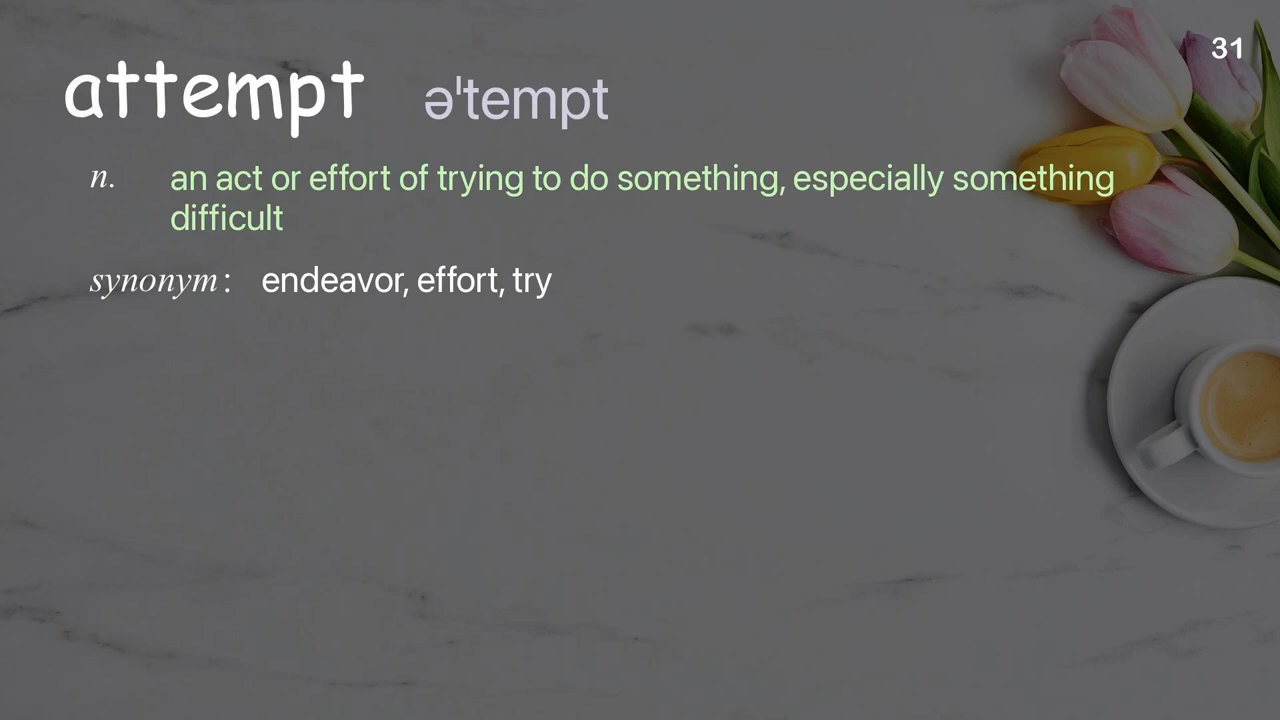 31
attempt əˈtempt
n. an act or effort of trying to do something, especially something
difficult
synonym: endeavor, effort, try